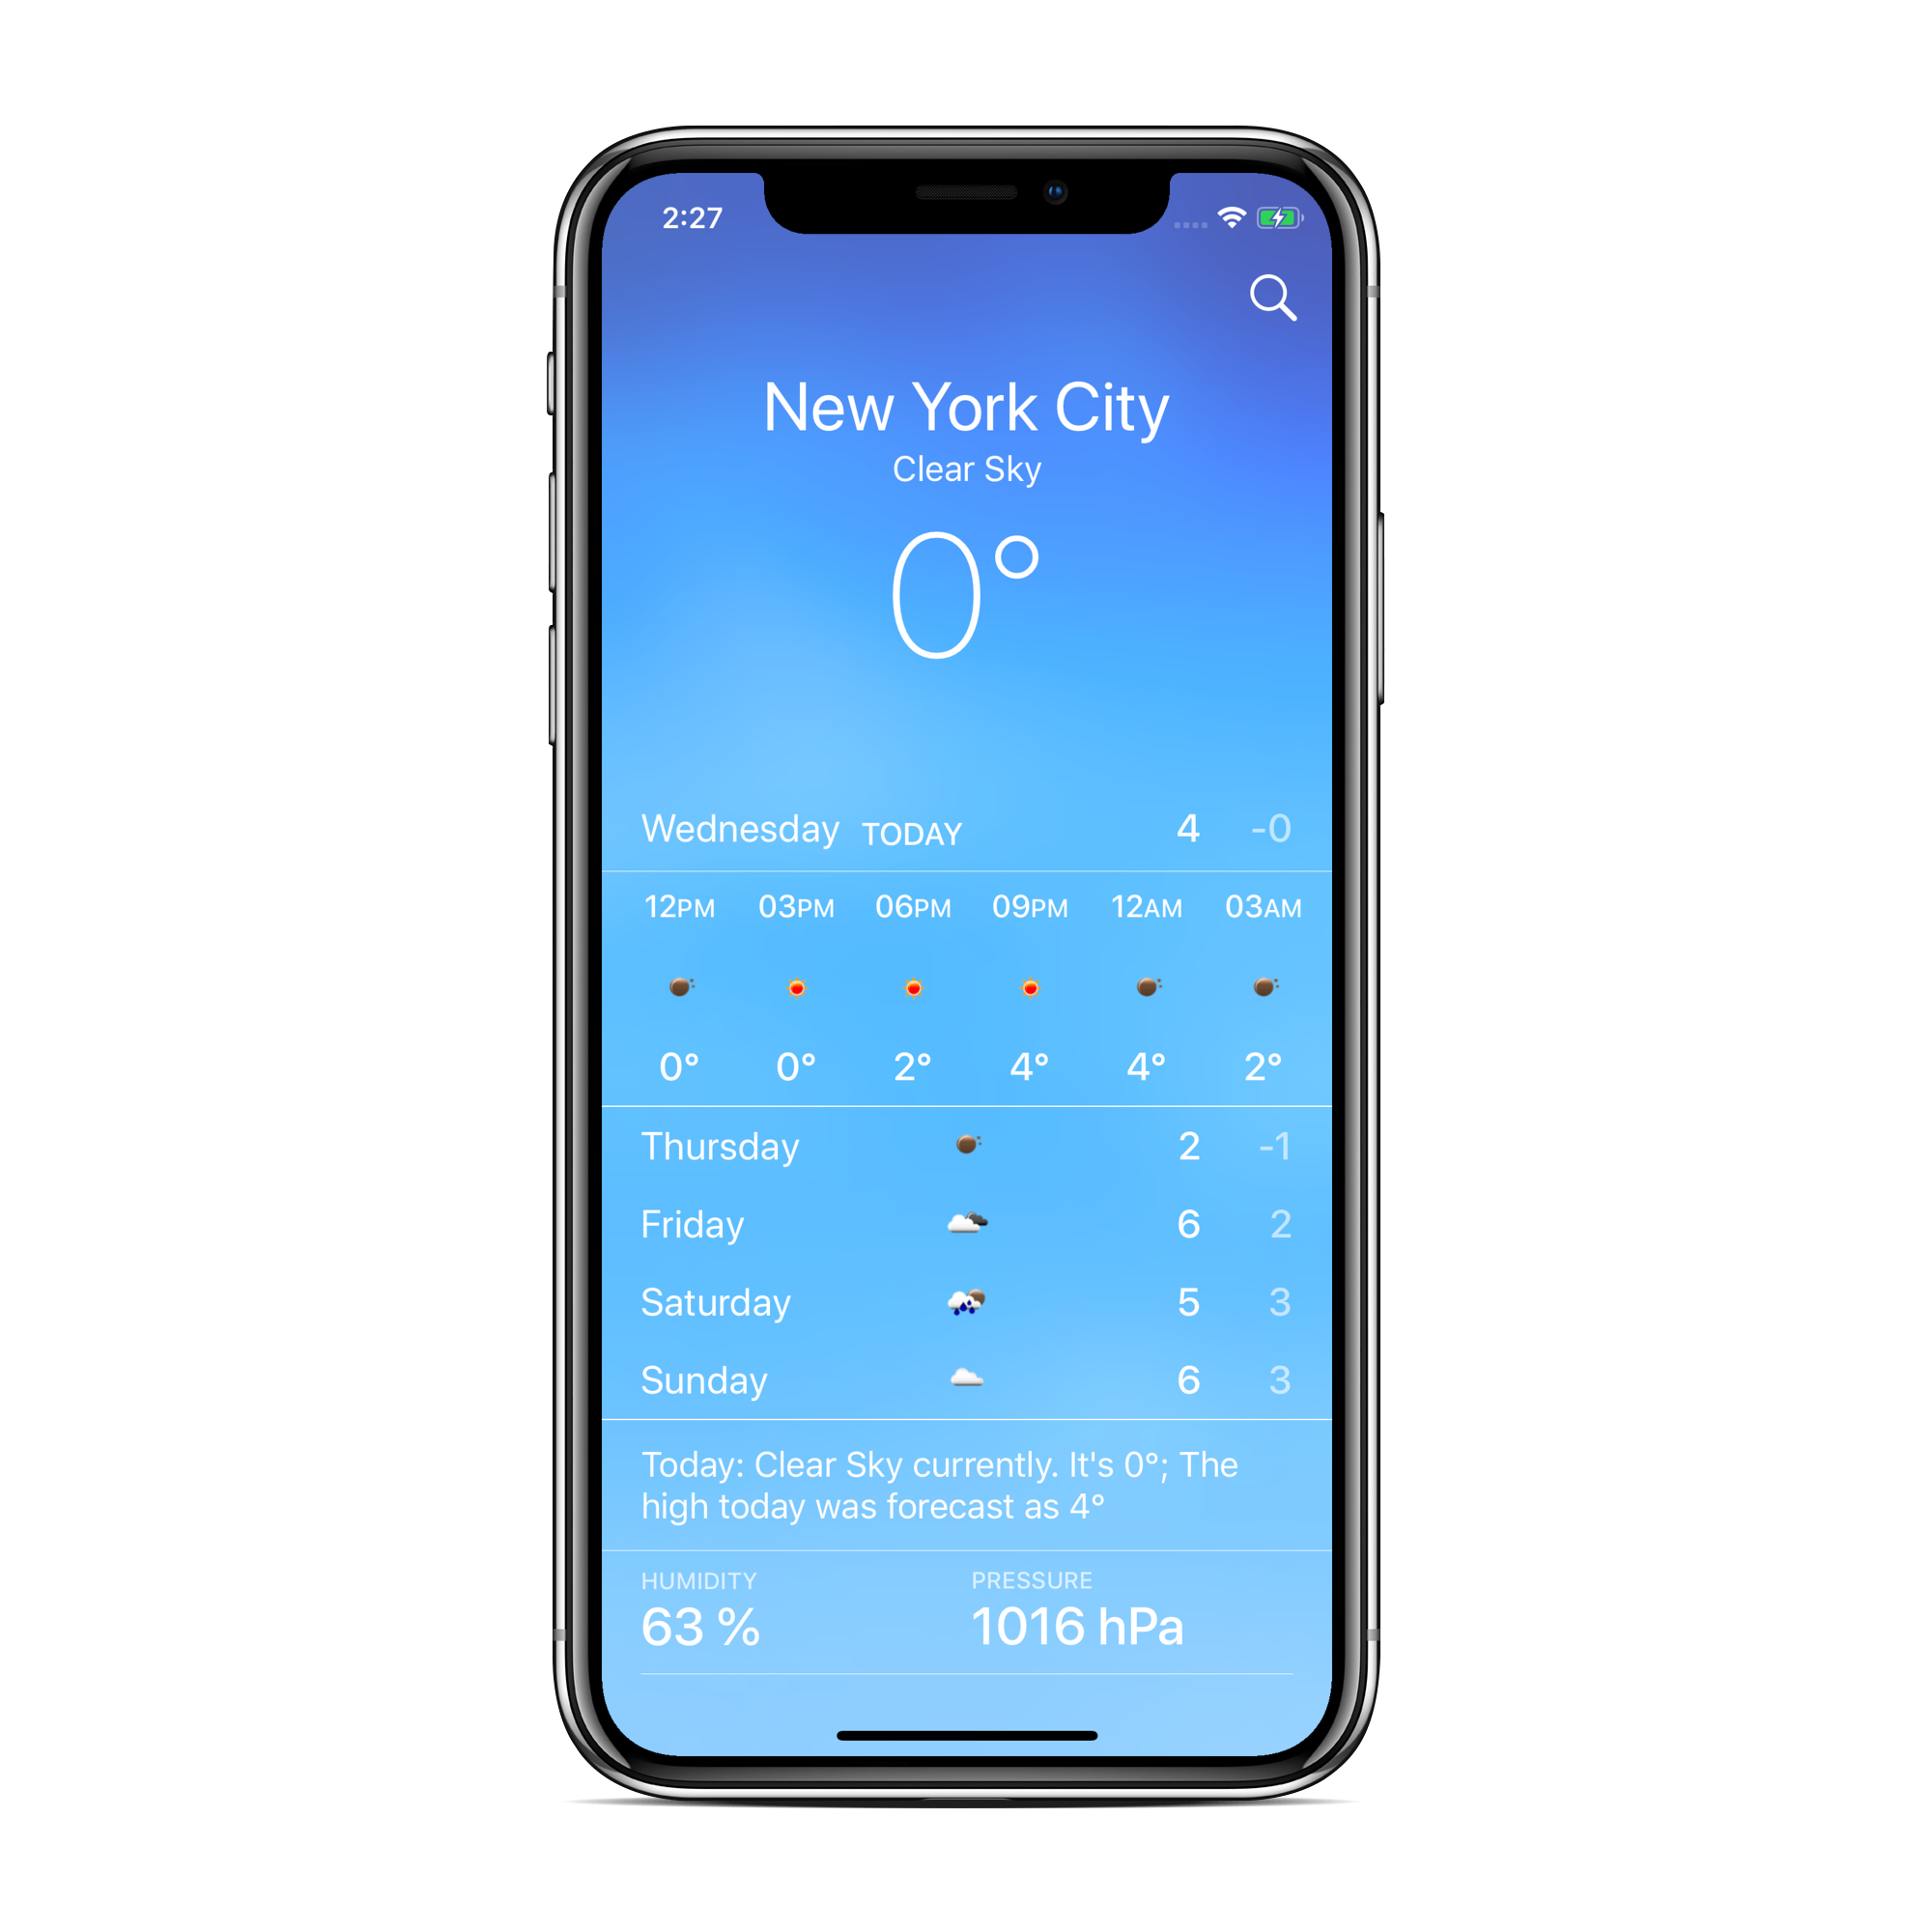 2:27
New York City
Clear Sky
0°
Wednesday TODAY 4 -0
12PM 03PM 06PM 09PM 12AM 03AM
0° 0° 2° 4° 4° 2°
Thursday 2 -1
Friday 6 2
Saturday 5 3
Sunday 6 3
Today: Clear Sky currently. It's 0°; The
high today was forecast as 4°
HUMIDITY PRESSURE
63 % 1016 hPa